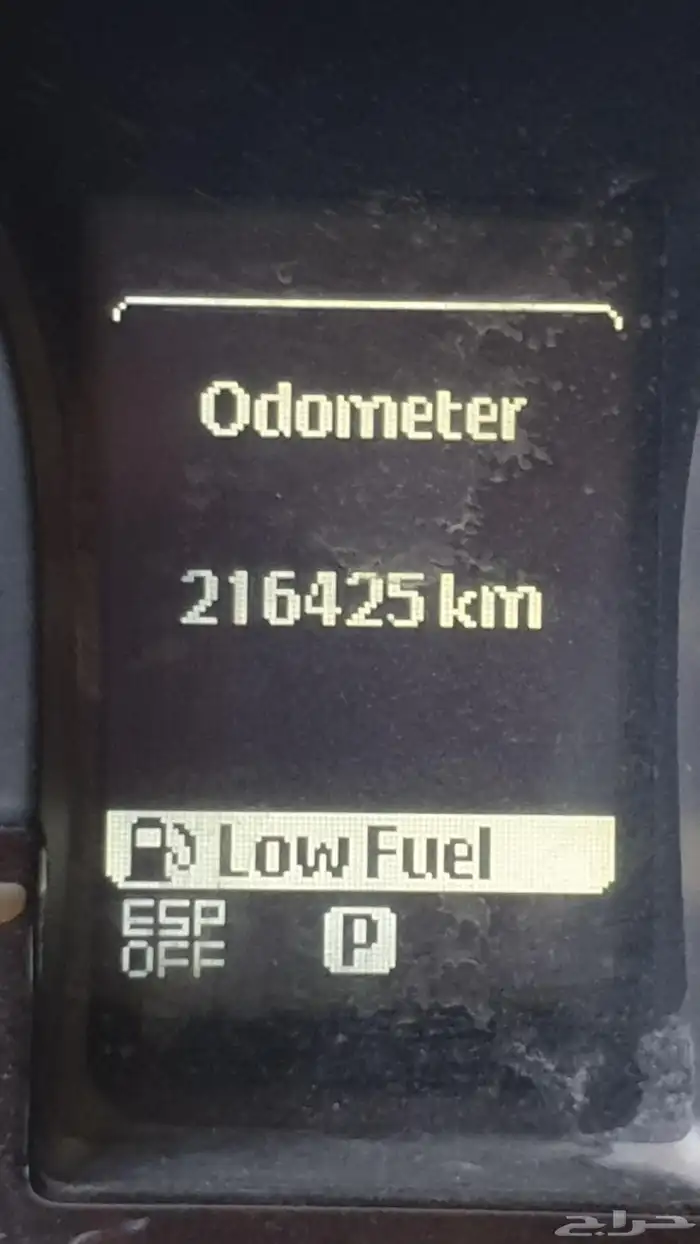 Odometer
216425 km
Low Fuel
ESP
OFF
P
حراج